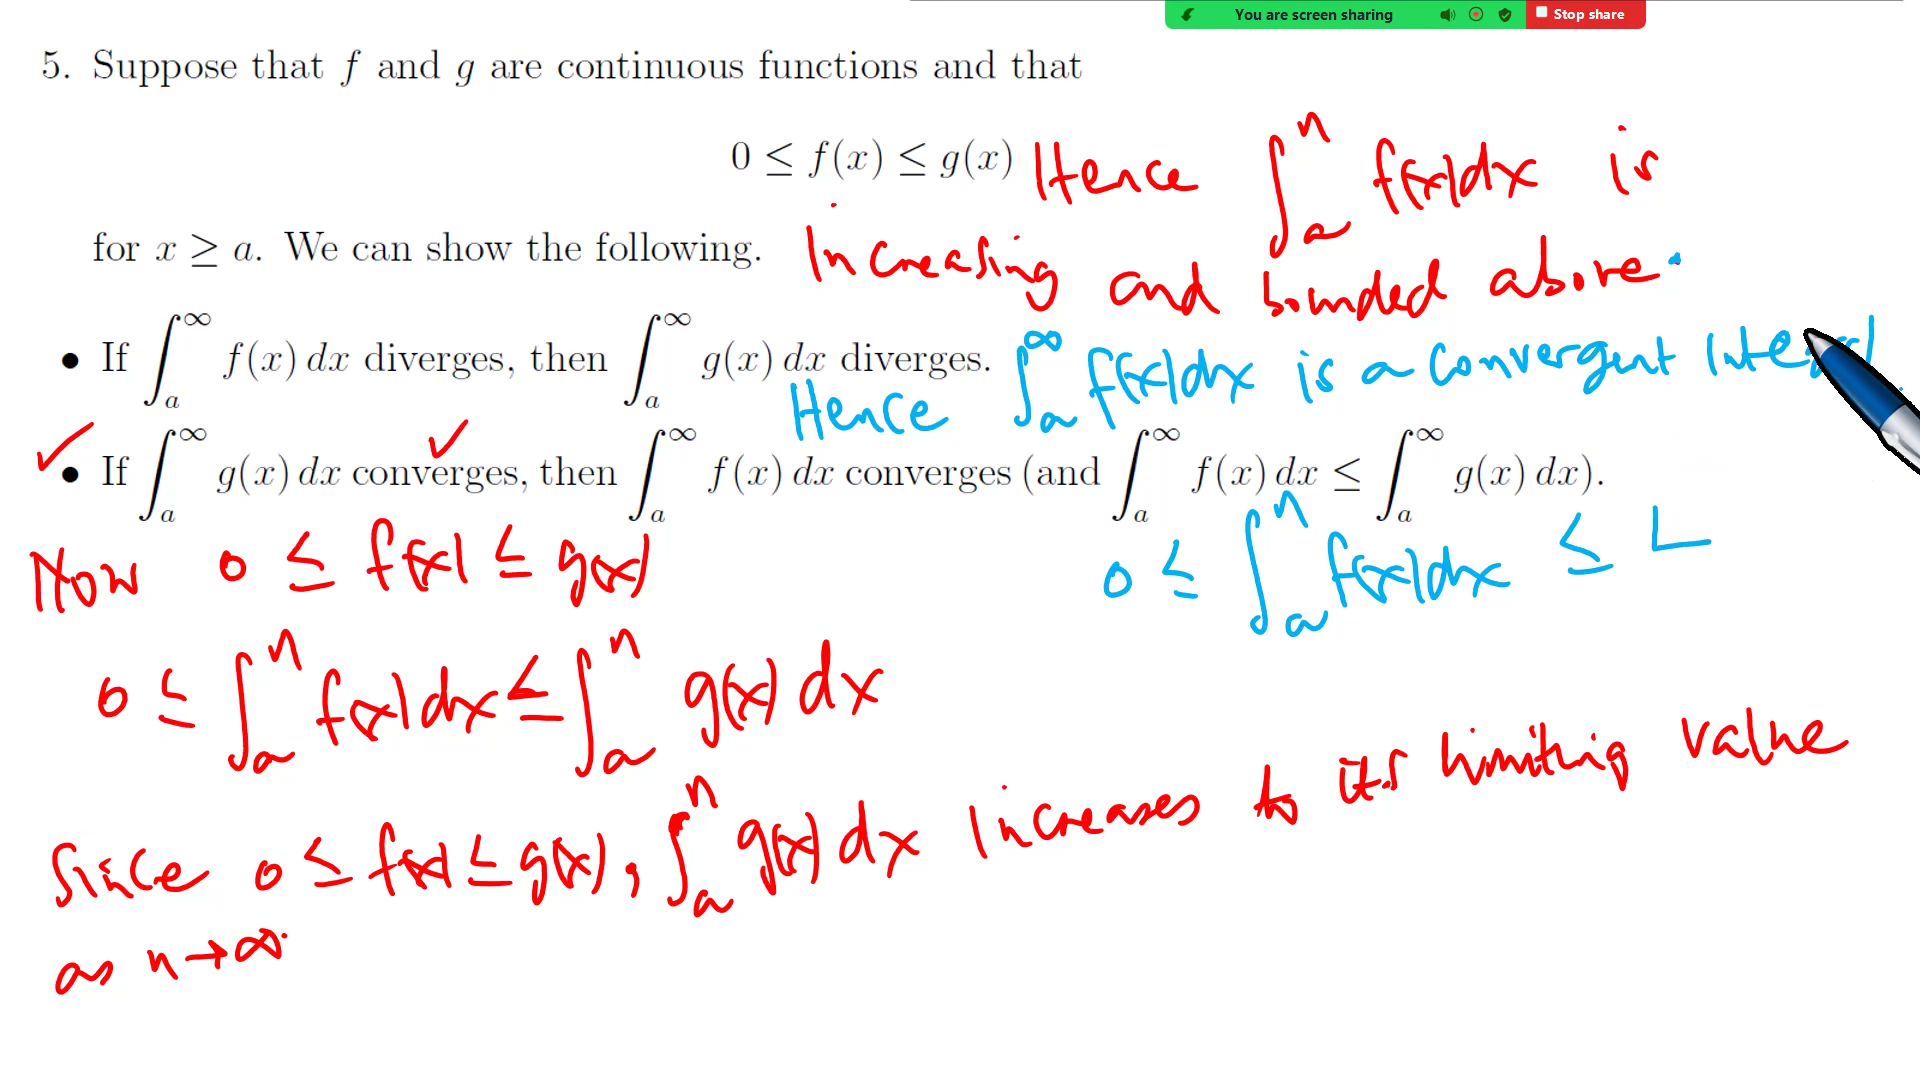 You are screen sharing Stop share
5. Suppose that f and g are continuous functions and that
0 ≤ f(x) ≤ g(x)
Hence ∫_a^n f(x)dx is
for x ≥ a. We can show the following.
increasing and bounded above.
• If ∫_a^∞ f(x) dx diverges, then ∫_a^∞ g(x) dx diverges.
Hence ∫_a^∞ f(x)dx is a convergent
✓ • If ∫_a^∞ g(x) dx converges, then ∫_a^∞ f(x) dx converges (and ∫_a^∞ f(x) dx ≤ ∫_a^∞ g(x) dx).
✓
Now 0 ≤ f(x) ≤ g(x)
0 ≤ ∫_a^n f(x)dx ≤ L
0 ≤ ∫_a^n f(x)dx ≤ ∫_a^n g(x) dx
Since 0 ≤ f(x) ≤ g(x), ∫_a^n g(x) dx increases to its limiting value
as n → ∞.